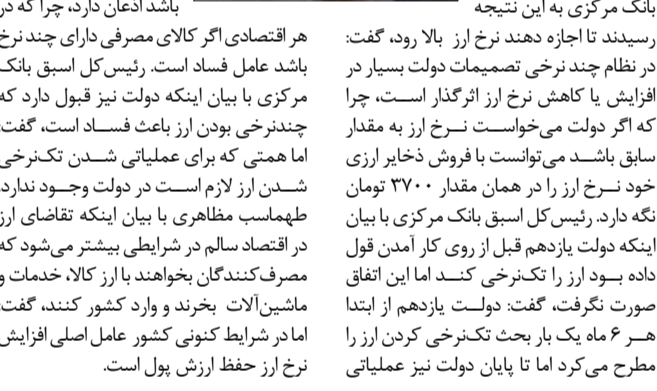 بانک مرکزی به این نتیجه
رسیدند تا اجازه دهند نرخ ارز بالا رود، گفت:
در نظام چند نرخی تصمیمات دولت بسیار در
افزایش یا کاهش نرخ ارز اثرگذار است، چرا
که اگر دولت می‌خواست نرخ ارز به مقدار
سابق باشد می‌توانست با فروش ذخایر ارزی
خود نرخ ارز را در همان مقدار ۳۷۰۰ تومان
نگه دارد. رئیس‌کل اسبق بانک مرکزی با بیان
اینکه دولت یازدهم قبل از روی کار آمدن قول
داده بود ارز را تک‌نرخی کند اما این اتفاق
صورت نگرفت، گفت: دولت یازدهم از ابتدا
هر ۶ ماه یک بار بحث تک‌نرخی کردن ارز را
مطرح می‌کرد اما تا پایان دولت نیز عملیاتی
باشد اذعان دارد، چرا که در
هر اقتصادی اگر کالای مصرفی دارای چند نرخ
باشد عامل فساد است. رئیس‌کل اسبق بانک
مرکزی با بیان اینکه دولت نیز قبول دارد که
چندنرخی بودن ارز باعث فساد است، گفت:
اما همتی که برای عملیاتی شدن تک‌نرخی
شدن ارز لازم است در دولت وجود ندارد.
طهماسب مظاهری با بیان اینکه تقاضای ارز
در اقتصاد سالم در شرایطی بیشتر می‌شود که
مصرف‌کنندگان بخواهند با ارز کالا، خدمات و
ماشین‌آلات بخرند و وارد کشور کنند، گفت:
اما در شرایط کنونی کشور عامل اصلی افزایش
نرخ ارز حفظ ارزش پول است.